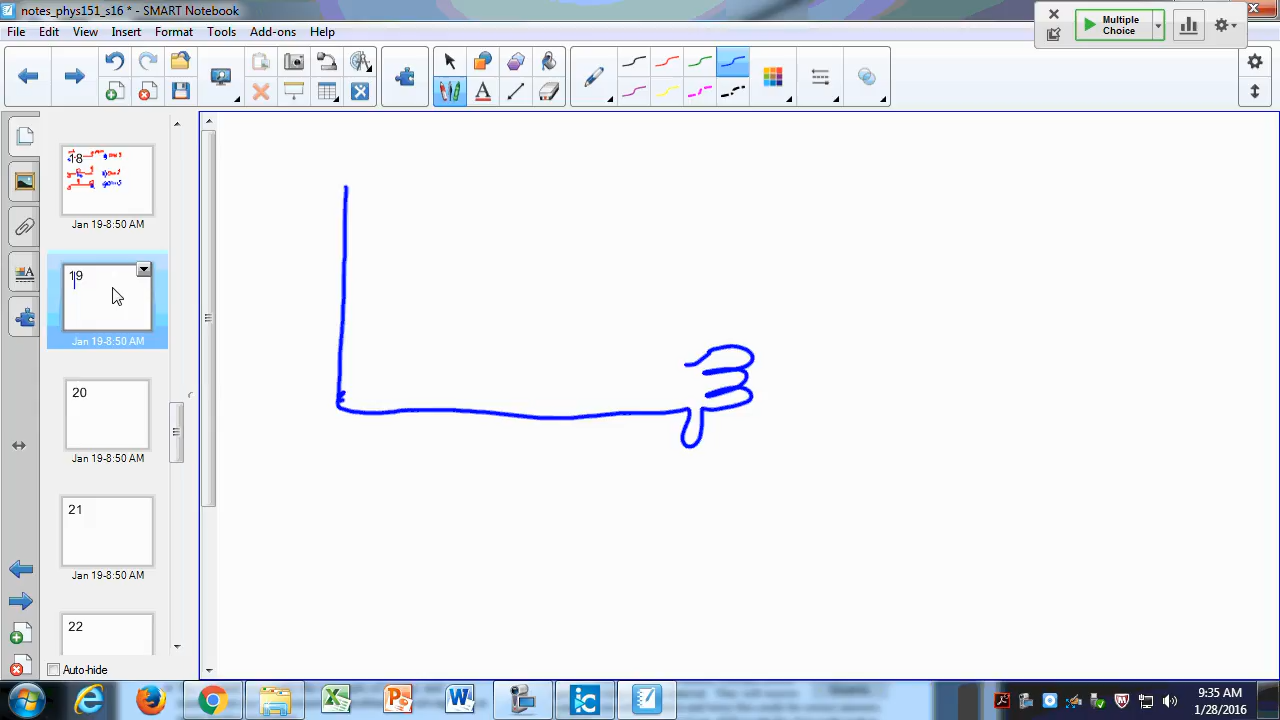 notes_phys151_s16 * - SMART Notebook
Multiple
Choice
File Edit View Insert Format Tools Add-ons Help
18
Jan 19-8:50 AM
19
Jan 19-8:50 AM
20
Jan 19-8:50 AM
21
Jan 19-8:50 AM
22
Auto-hide
9:35 AM
1/28/2016